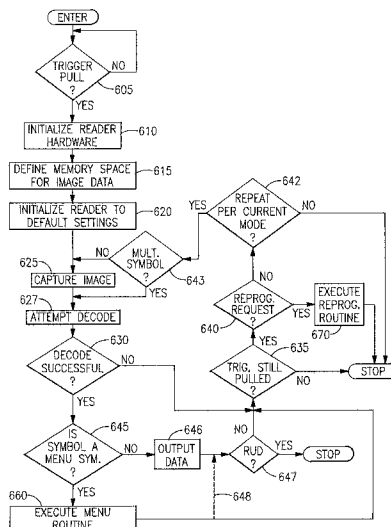 ENTER
TRIGGER
PULL
?
NO
605
YES
INITIALIZE READER
HARDWARE
610
DEFINE MEMORY SPACE
FOR IMAGE DATA
615
INITIALIZE READER TO
DEFAULT SETTINGS
620
REPEAT
PER CURRENT
MODE
?
642
YES
NO
625
NO
MULT.
SYMBOL
?
643
CAPTURE IMAGE
YES
NO
627
ATTEMPT DECODE
REPROG.
REQUEST
?
640
YES
EXECUTE
REPROG.
ROUTINE
670
630
DECODE
SUCCESSFUL
?
NO
YES
635
TRIG. STILL
PULLED
?
NO
STOP
YES
NO
IS
SYMBOL A
MENU SYM.
?
645
NO
646
OUTPUT
DATA
RUD
?
YES
STOP
647
YES
648
660
EXECUTE MENU
ROUTINE